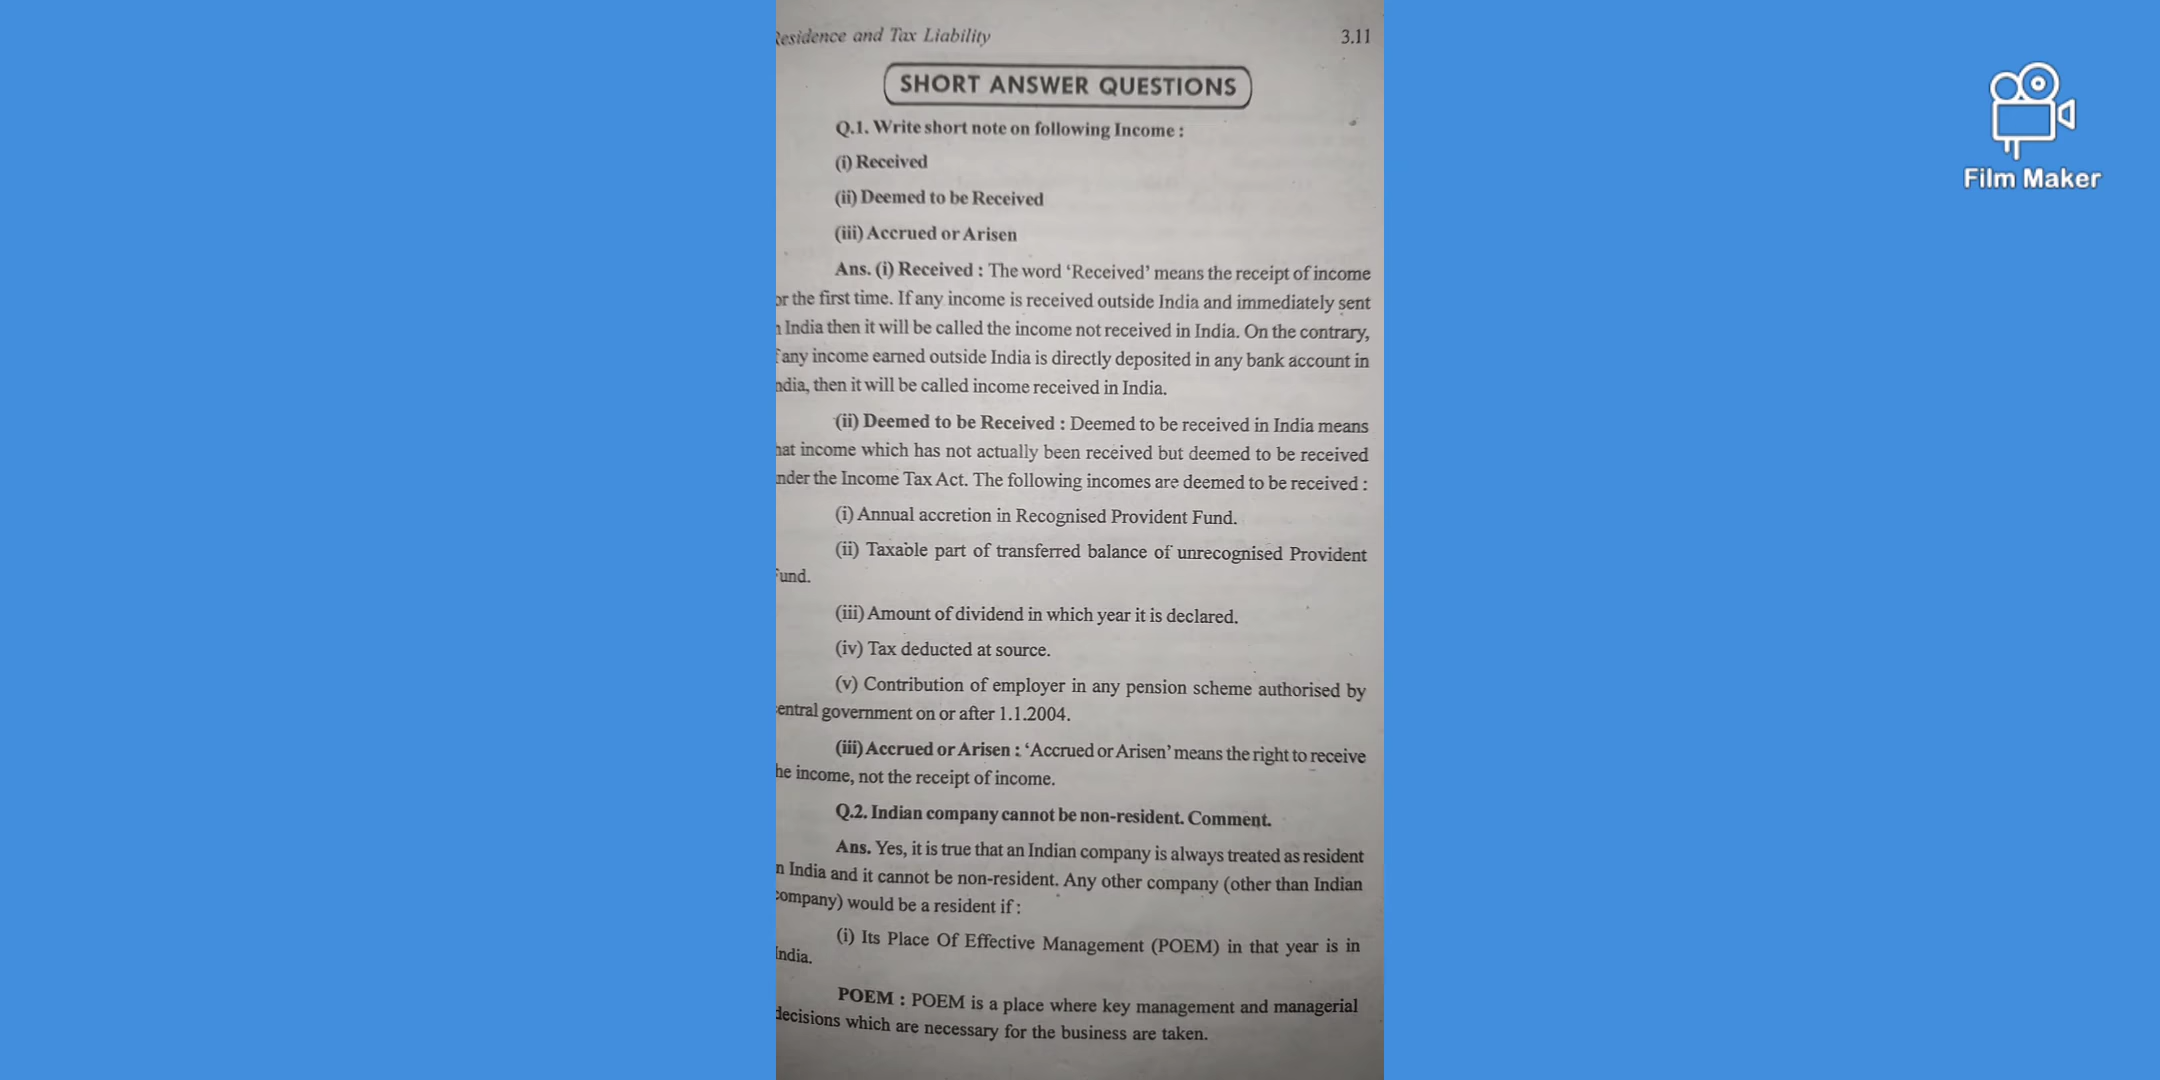 Residence and Tax Liability 3.11
SHORT ANSWER QUESTIONS
Q.1. Write short note on following Income :
(i) Received
(ii) Deemed to be Received
(iii) Accrued or Arisen
Ans. (i) Received : The word ‘Received’ means the receipt of income
or the first time. If any income is received outside India and immediately sent
India then it will be called the income not received in India. On the contrary,
any income earned outside India is directly deposited in any bank account in
ndia, then it will be called income received in India.
(ii) Deemed to be Received : Deemed to be received in India means
hat income which has not actually been received but deemed to be received
nder the Income Tax Act. The following incomes are deemed to be received :
(i) Annual accretion in Recognised Provident Fund.
(ii) Taxable part of transferred balance of unrecognised Provident
Fund.
(iii) Amount of dividend in which year it is declared.
(iv) Tax deducted at source.
(v) Contribution of employer in any pension scheme authorised by
central government on or after 1.1.2004.
(iii) Accrued or Arisen : ‘Accrued or Arisen’ means the right to receive
he income, not the receipt of income.
Q.2. Indian company cannot be non-resident. Comment.
Ans. Yes, it is true that an Indian company is always treated as resident
n India and it cannot be non-resident. Any other company (other than Indian
company) would be a resident if :
(i) Its Place Of Effective Management (POEM) in that year is in
India.
POEM : POEM is a place where key management and managerial
decisions which are necessary for the business are taken.
Film Maker